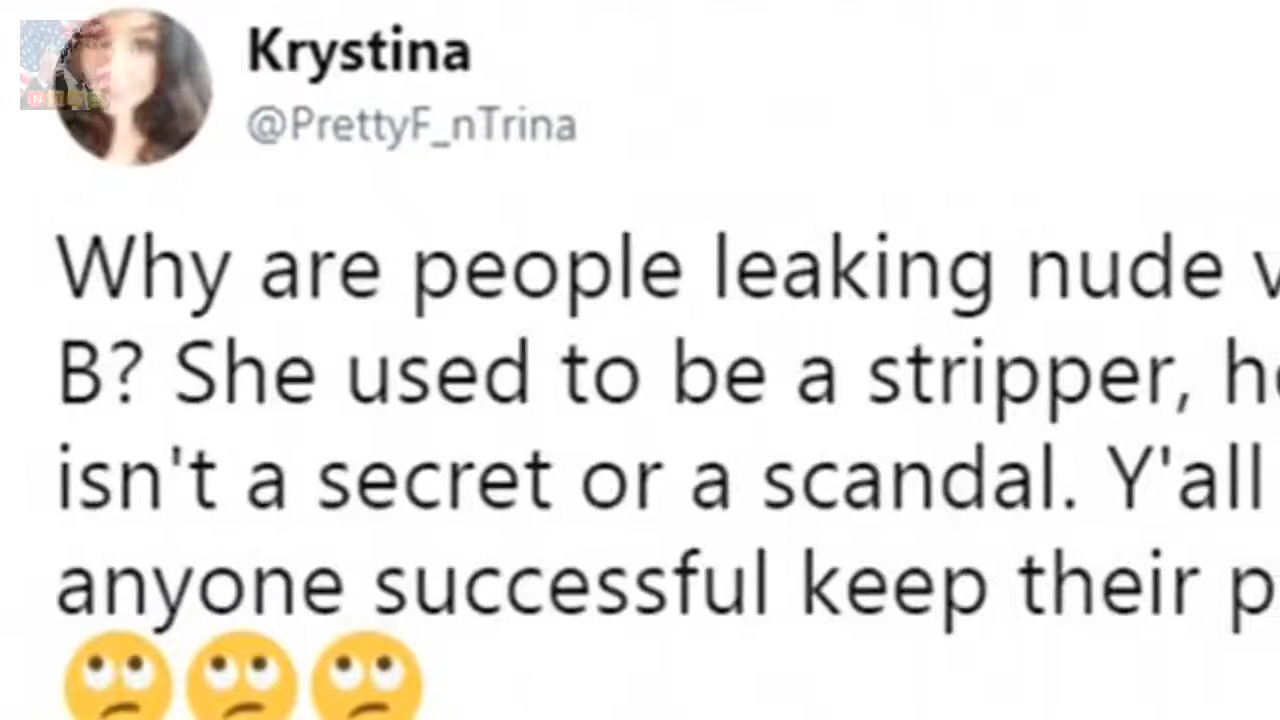 Krystina
@PrettyF_nTrina
Why are people leaking nude
B? She used to be a stripper,
isn't a secret or a scandal. Y'all
anyone successful keep their
🙄🙄🙄